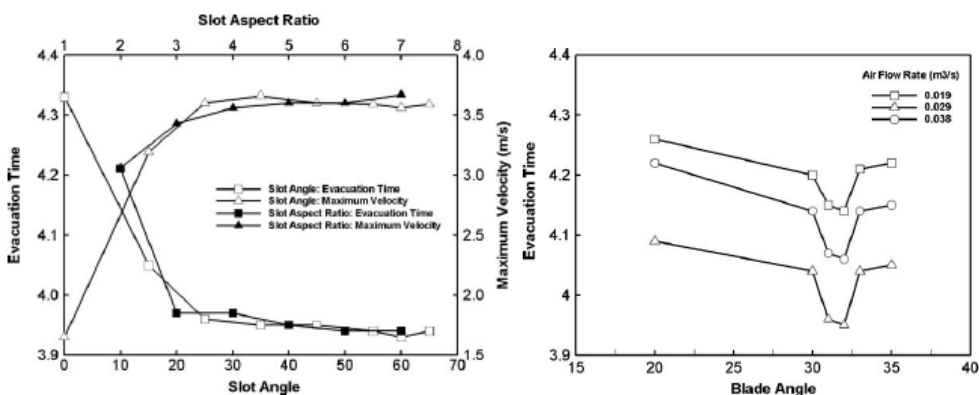 Slot Aspect Ratio
1 2 3 4 5 6 7 8
4.4
4.3
4.2
4.1
4.0
3.9
Evacuation Time
4.0
3.5
3.0
2.5
2.0
1.5
Maximum Velocity (m/s)
Slot Angle: Evacuation Time
Slot Angle: Maximum Velocity
Slot Aspect Ratio: Evacuation Time
Slot Aspect Ratio: Maximum Velocity
0 10 20 30 40 50 60 70
Slot Angle
4.4
4.3
4.2
4.1
4
3.9
Evacuation Time
Air Flow Rate (m3/s)
0.019
0.029
0.038
15 20 25 30 35 40
Blade Angle